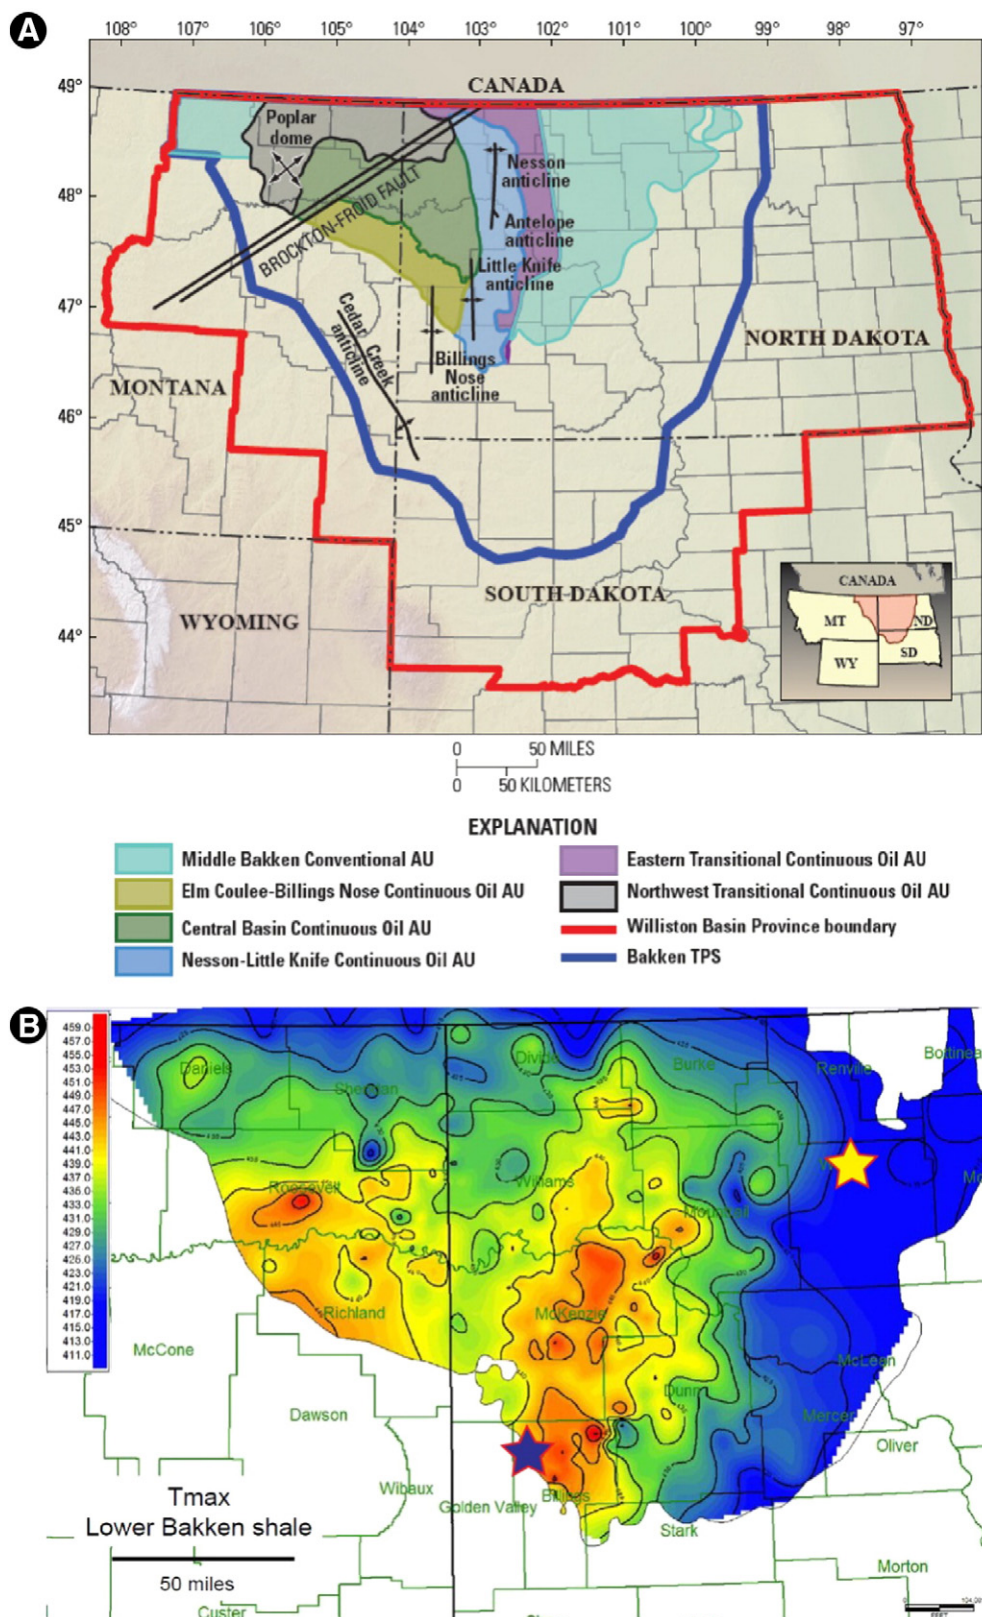 A
108° 107° 106° 105° 104° 103° 102° 101° 100° 99° 98° 97°
49°
48°
47°
46°
45°
44°
CANADA
Poplar
dome
BROCKTON-FROID FAULT
Nesson
anticline
Antelope
anticline
Little Knife
anticline
Cedar Creek
anticline
Billings
Nose
anticline
NORTH DAKOTA
MONTANA
SOUTH DAKOTA
WYOMING
CANADA
MT
ND
SD
WY
0 50 MILES
0 50 KILOMETERS
EXPLANATION
Middle Bakken Conventional AU
Elm Coulee-Billings Nose Continuous Oil AU
Central Basin Continuous Oil AU
Nesson-Little Knife Continuous Oil AU
Eastern Transitional Continuous Oil AU
Northwest Transitional Continuous Oil AU
Williston Basin Province boundary
Bakken TPS
B
459.0
457.0
455.0
453.0
451.0
449.0
447.0
445.0
443.0
441.0
439.0
436.0
435.0
433.0
431.0
429.0
427.0
425.0
423.0
421.0
419.0
417.0
415.0
413.0
411.0
Daniels
Sheridan
Divide
Burke
Renville
Bottinea
Roosevelt
Williams
Mountrail
Richland
McKenzie
McCone
McLean
Dunn
Dawson
Mercer
Oliver
Wibaux
Golden Valley
Billings
Stark
Morton
Custer
Tmax
Lower Bakken shale
50 miles